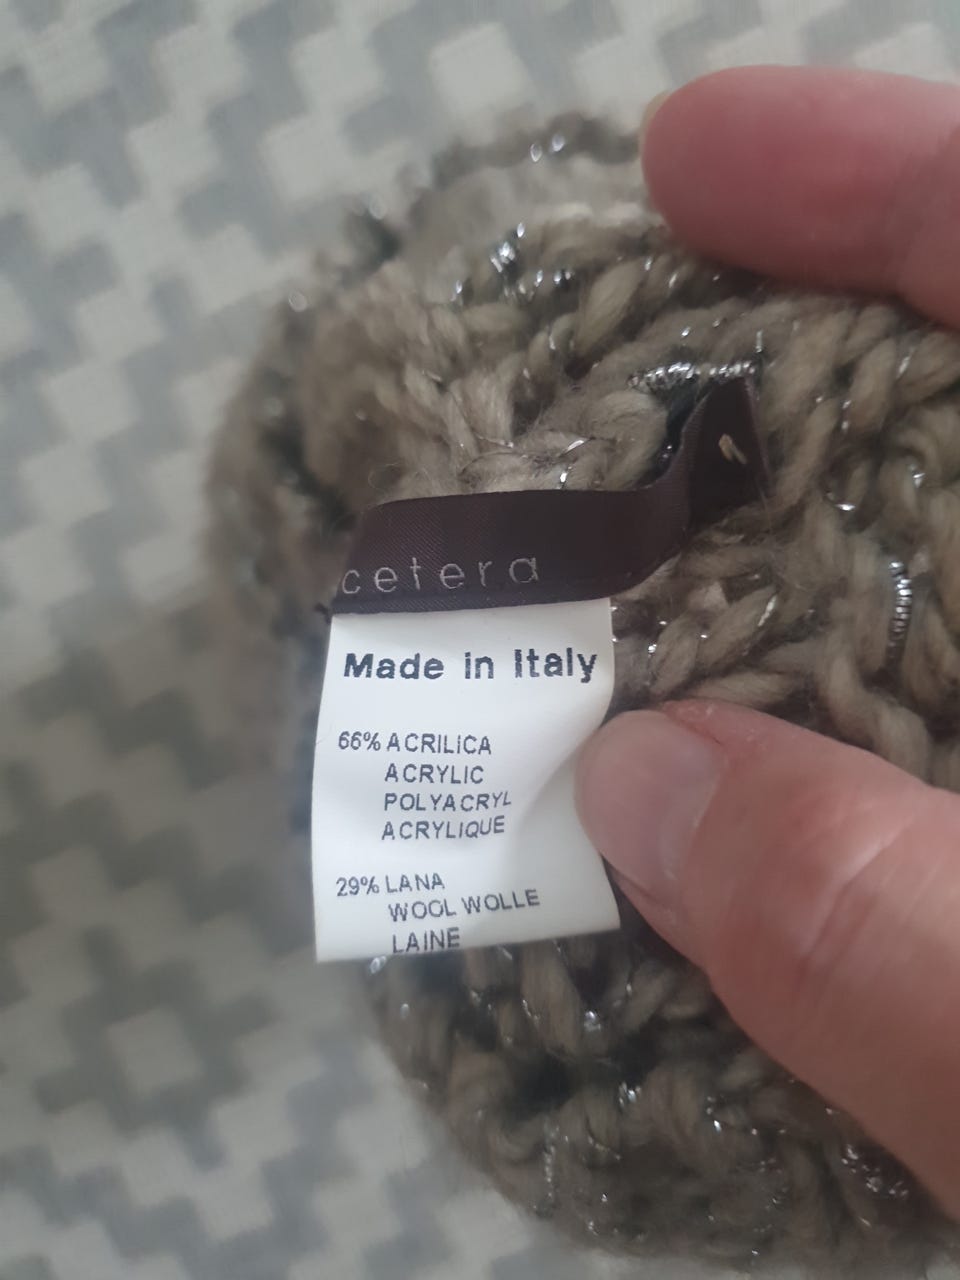 cetera
Made in Italy
66% ACRILICA
ACRYLIC
POLYACRYL
ACRYLIQUE
29% LANA
WOOL WOLLE
LAINE